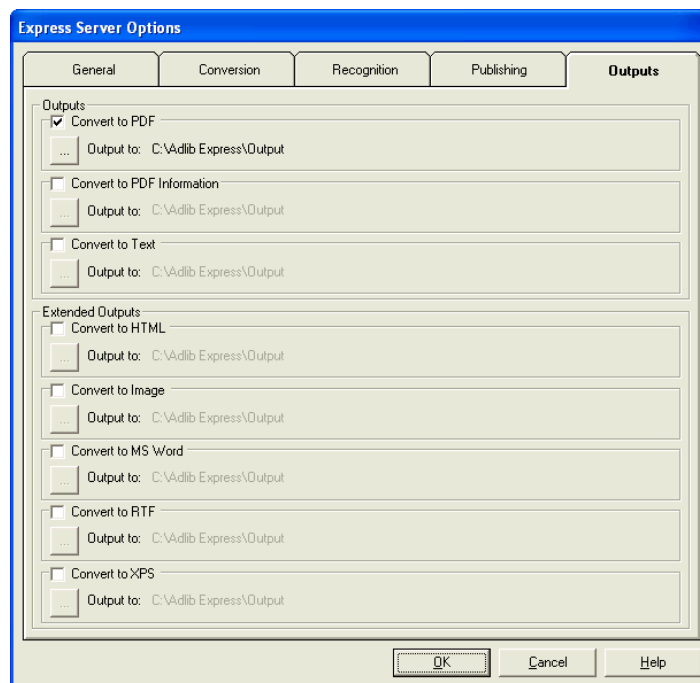 Express Server Options
General Conversion Recognition Publishing Outputs
Outputs
Convert to PDF
... Output to: C:\Adlib Express\Output
Convert to PDF Information
... Output to: C:\Adlib Express\Output
Convert to Text
... Output to: C:\Adlib Express\Output
Extended Outputs
Convert to HTML
... Output to: C:\Adlib Express\Output
Convert to Image
... Output to: C:\Adlib Express\Output
Convert to MS Word
... Output to: C:\Adlib Express\Output
Convert to RTF
... Output to: C:\Adlib Express\Output
Convert to XPS
... Output to: C:\Adlib Express\Output
OK Cancel Help